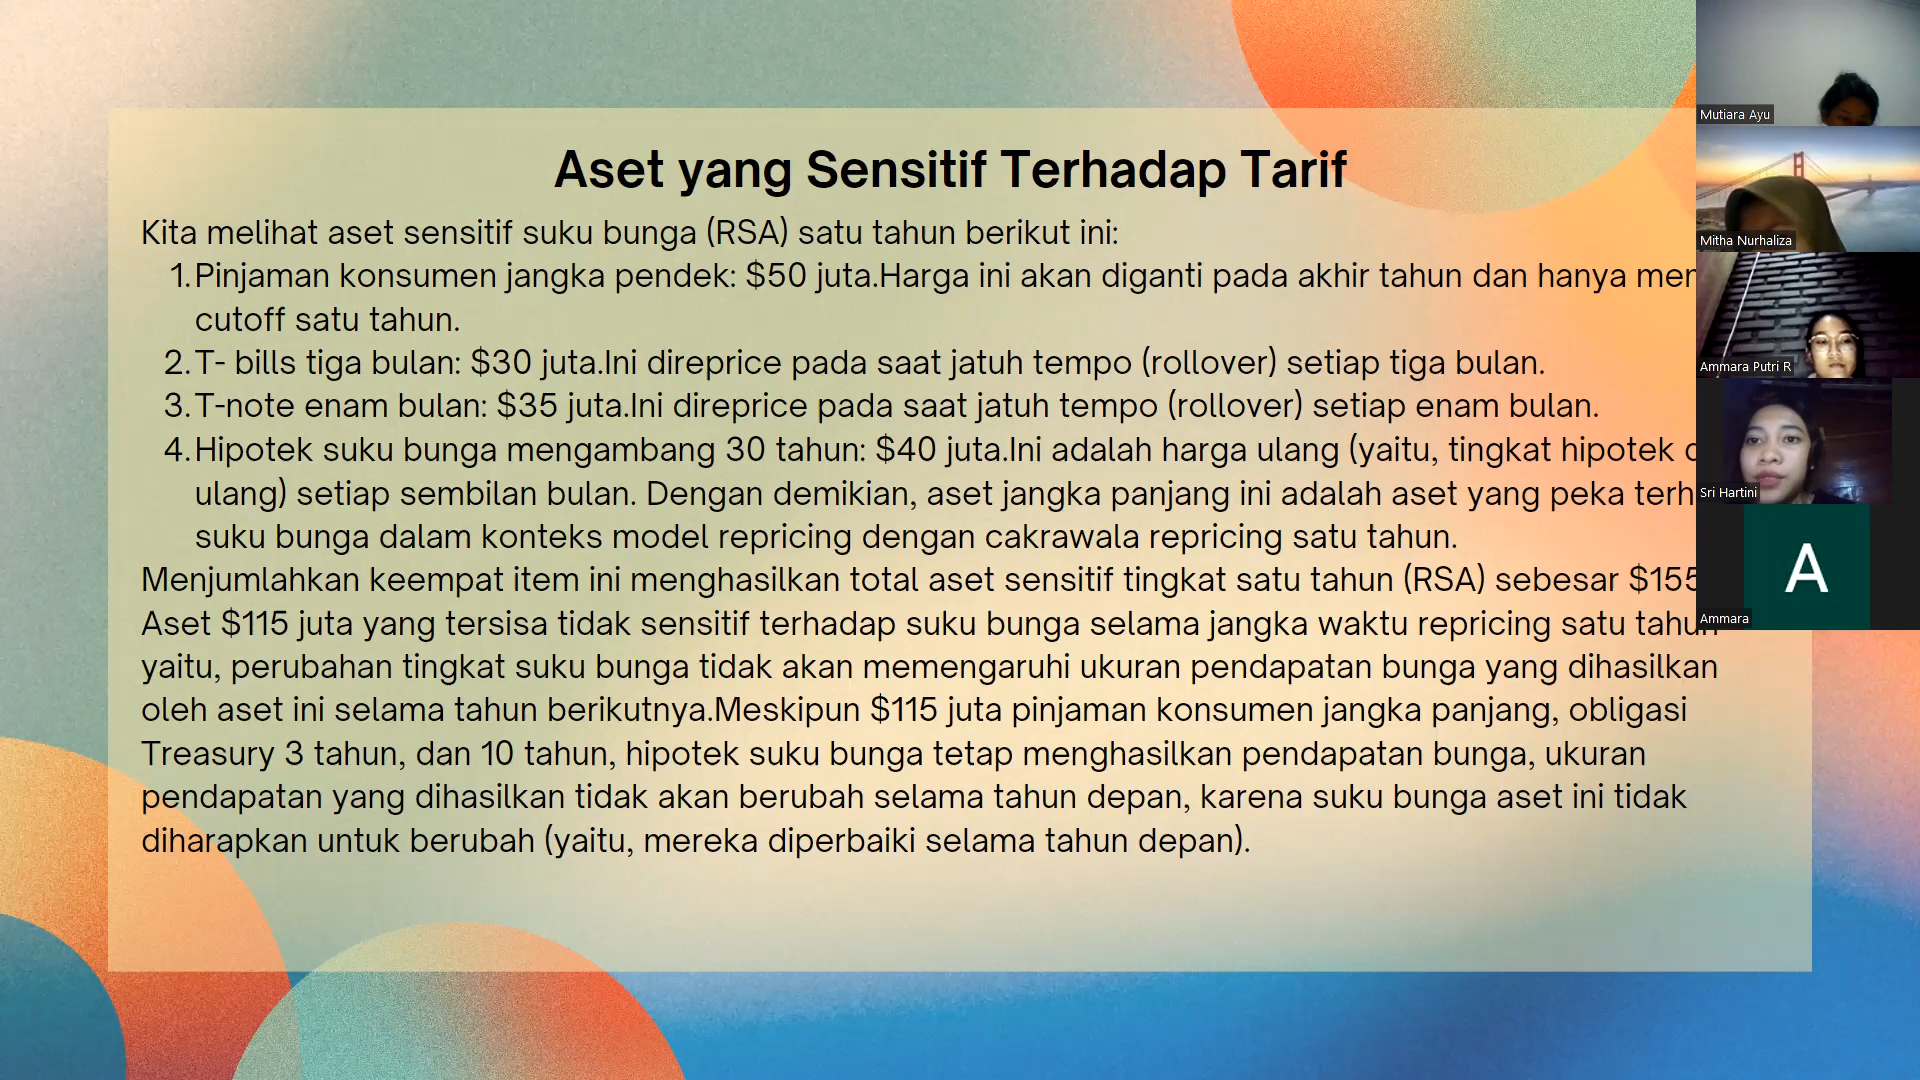 Aset yang Sensitif Terhadap Tarif
Kita melihat aset sensitif suku bunga (RSA) satu tahun berikut ini:
1.Pinjaman konsumen jangka pendek: $50 juta.Harga ini akan diganti pada akhir tahun dan hanya
cutoff satu tahun.
2.T- bills tiga bulan: $30 juta.Ini direprice pada saat jatuh tempo (rollover) setiap tiga bulan.
3.T-note enam bulan: $35 juta.Ini direprice pada saat jatuh tempo (rollover) setiap enam bulan.
4.Hipotek suku bunga mengambang 30 tahun: $40 juta.Ini adalah harga ulang (yaitu, tingkat hipotek
ulang) setiap sembilan bulan. Dengan demikian, aset jangka panjang ini adalah aset yang peka
suku bunga dalam konteks model repricing dengan cakrawala repricing satu tahun.
Menjumlahkan keempat item ini menghasilkan total aset sensitif tingkat satu tahun (RSA) sebesar $155
Aset $115 juta yang tersisa tidak sensitif terhadap suku bunga selama jangka waktu repricing satu tahun
yaitu, perubahan tingkat suku bunga tidak akan memengaruhi ukuran pendapatan bunga yang dihasilkan
oleh aset ini selama tahun berikutnya.Meskipun $115 juta pinjaman konsumen jangka panjang, obligasi
Treasury 3 tahun, dan 10 tahun, hipotek suku bunga tetap menghasilkan pendapatan bunga, ukuran
pendapatan yang dihasilkan tidak akan berubah selama tahun depan, karena suku bunga aset ini tidak
diharapkan untuk berubah (yaitu, mereka diperbaiki selama tahun depan).
Mutiara Ayu
Mitha Nurhaliza
Ammara Putri R
Sri Hartini
A
Ammara